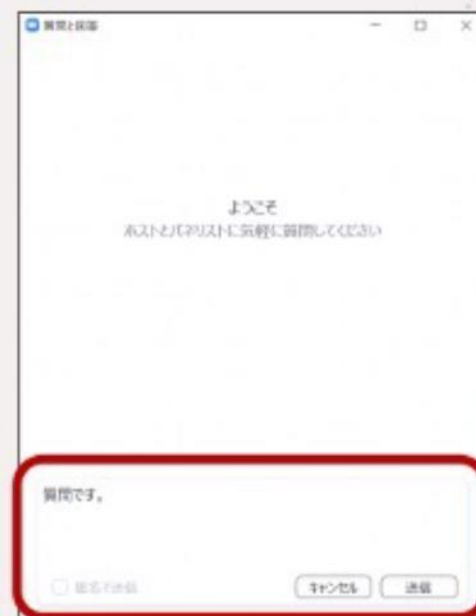 質問と回答
ようこそ
ホストとパネリストに気軽に質問してください
質問です。
匿名で送信
キャンセル
送信